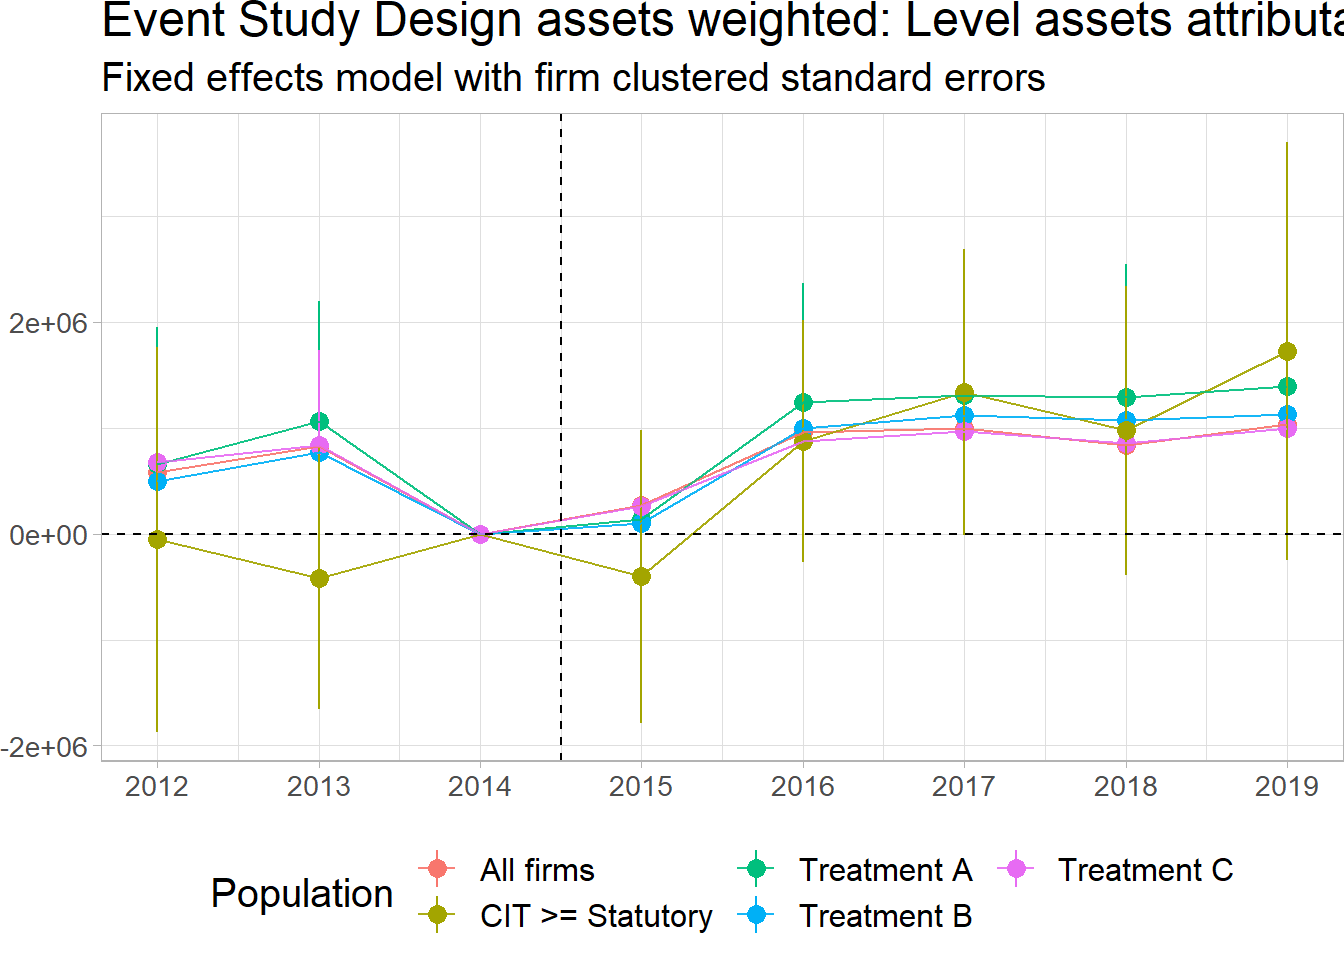 Event Study Design assets weighted: Level assets
Fixed effects model with firm clustered standard errors
2e+06
0e+00
-2e+06
2012 2013 2014 2015 2016 2017 2018 2019
Population
All firms
CIT >= Statutory
Treatment A
Treatment B
Treatment C